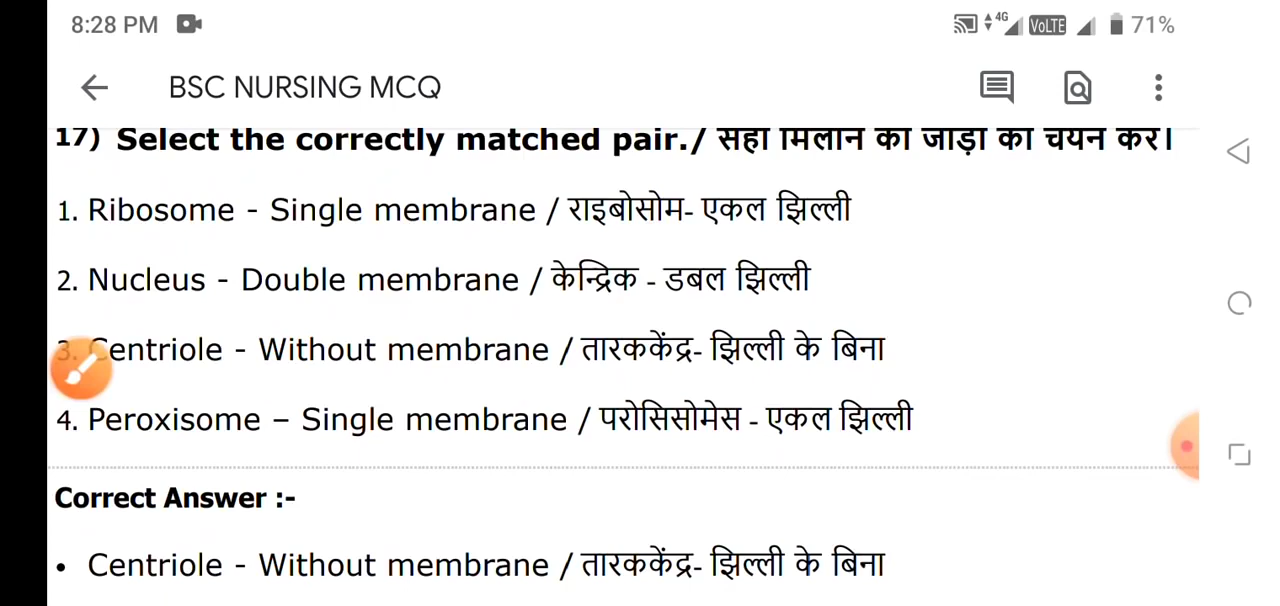 8:28 PM 4G VoLTE 71%
BSC NURSING MCQ
17) Select the correctly matched pair./ सही मिलान की जोड़ी का चयन करें।
1. Ribosome - Single membrane / राइबोसोम- एकल झिल्ली
2. Nucleus - Double membrane / केन्द्रिक - डबल झिल्ली
3. Centriole - Without membrane / तारककेंद्र- झिल्ली के बिना
4. Peroxisome – Single membrane / परोसिसोमेस - एकल झिल्ली
Correct Answer :-
• Centriole - Without membrane / तारककेंद्र- झिल्ली के बिना